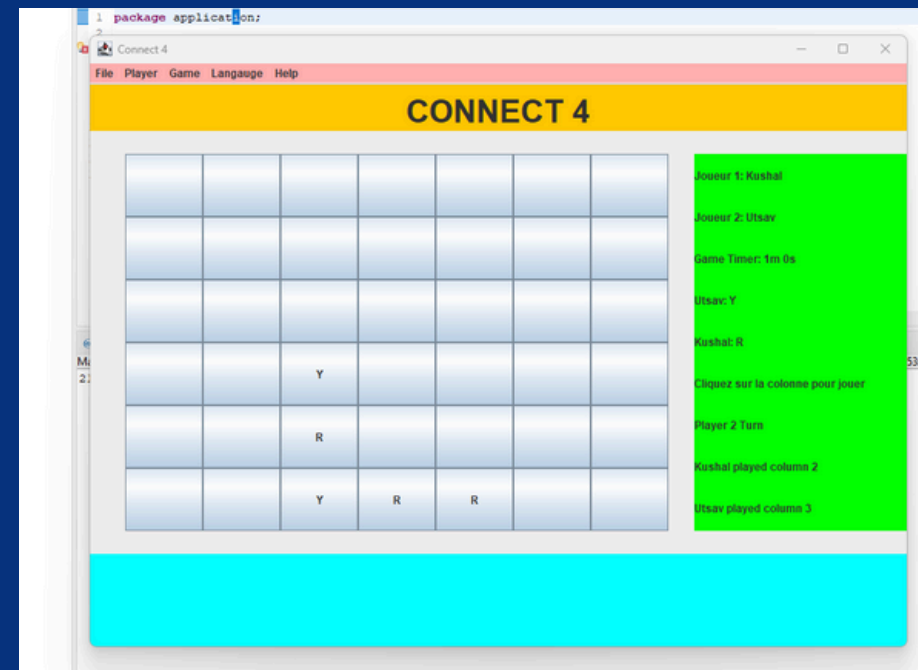 1 package application;
2
Connect 4
File Player Game Langauge Help
CONNECT 4
Joueur 1: Kushal
Joueur 2: Utsav
Game Timer: 1m 0s
Utsav: Y
Kushal: R
Cliquez sur la colonne pour jouer
Player 2 Turn
Kushal played column 2
Utsav played column 3
Y
R
Y R R
53